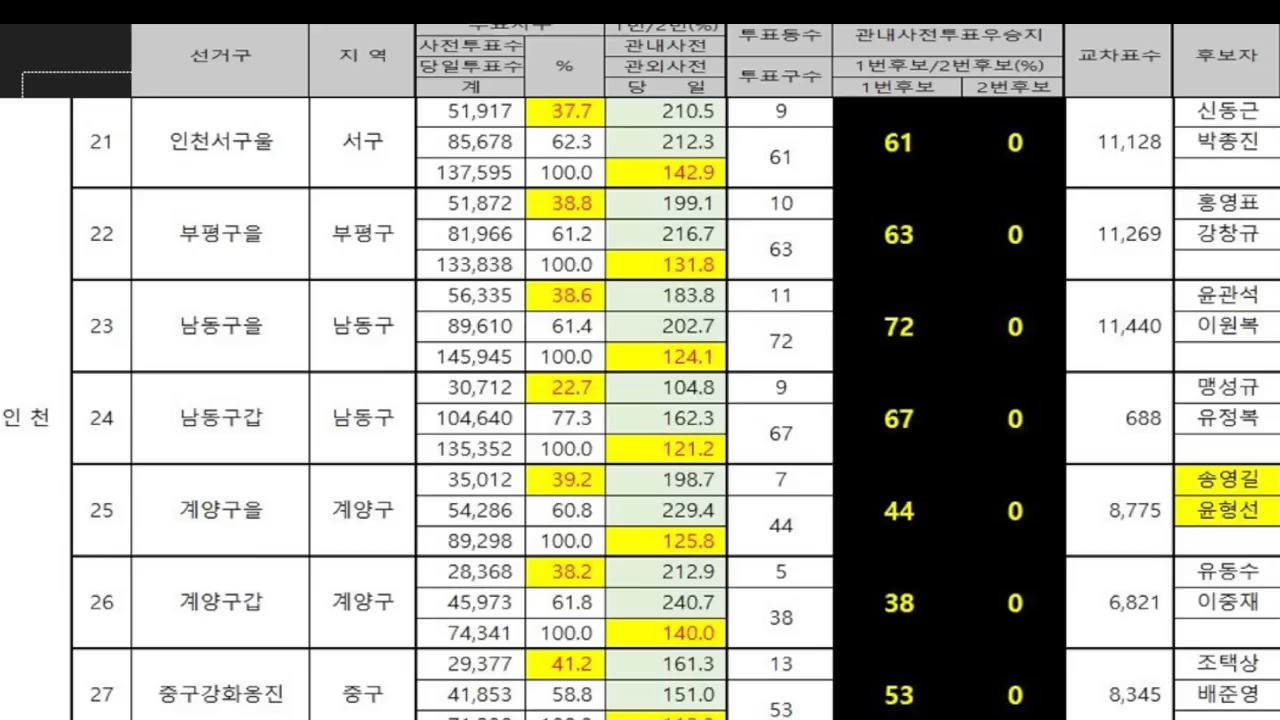 선거구 지 역 투표자수 1번/2번(%) 투표동수 관내사전투표우승지 교차표수 후보자
사전투표수 % 관내사전
당일투표수 관외사전 투표구수 1번후보/2번후보(%)
계 당 일 1번후보 2번후보
인 천
21 인천서구울 서구 51,917 37.7 210.5 9 61 0 11,128 신동근
85,678 62.3 212.3 61 박종진
137,595 100.0 142.9
22 부평구을 부평구 51,872 38.8 199.1 10 63 0 11,269 홍영표
81,966 61.2 216.7 63 강창규
133,838 100.0 131.8
23 남동구을 남동구 56,335 38.6 183.8 11 72 0 11,440 윤관석
89,610 61.4 202.7 72 이원복
145,945 100.0 124.1
24 남동구갑 남동구 30,712 22.7 104.8 9 67 0 688 맹성규
104,640 77.3 162.3 67 유정복
135,352 100.0 121.2
25 계양구을 계양구 35,012 39.2 198.7 7 44 0 8,775 송영길
54,286 60.8 229.4 44 윤형선
89,298 100.0 125.8
26 계양구갑 계양구 28,368 38.2 212.9 5 38 0 6,821 유동수
45,973 61.8 240.7 38 이중재
74,341 100.0 140.0
27 중구강화옹진 중구 29,377 41.2 161.3 13 53 0 8,345 조택상
41,853 58.8 151.0 53 배준영
100.0